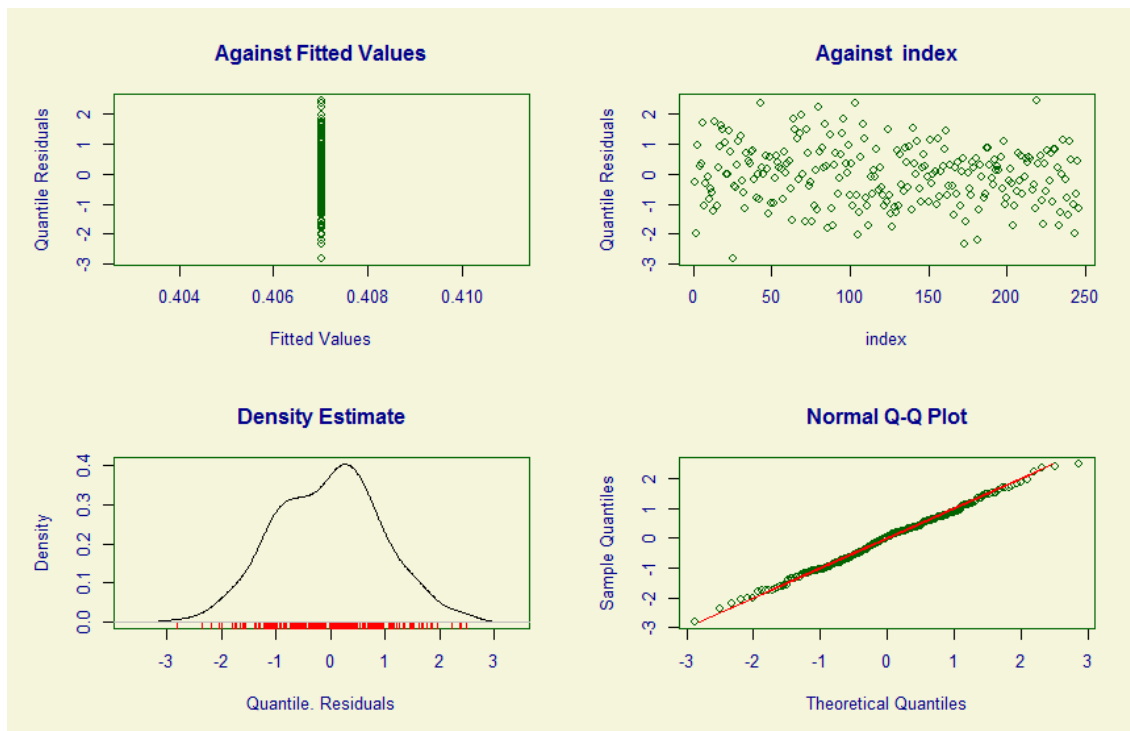 Against Fitted Values
Quantile Residuals
-3 -2 -1 0 1 2
0.404 0.406 0.408 0.410
Fitted Values
Against  index
Quantile Residuals
-3 -2 -1 0 1 2
0 50 100 150 200 250
index
Density Estimate
Density
0.0 0.1 0.2 0.3 0.4
-3 -2 -1 0 1 2 3
Quantile. Residuals
Normal Q-Q Plot
Sample Quantiles
-3 -2 -1 0 1 2
-3 -2 -1 0 1 2 3
Theoretical Quantiles